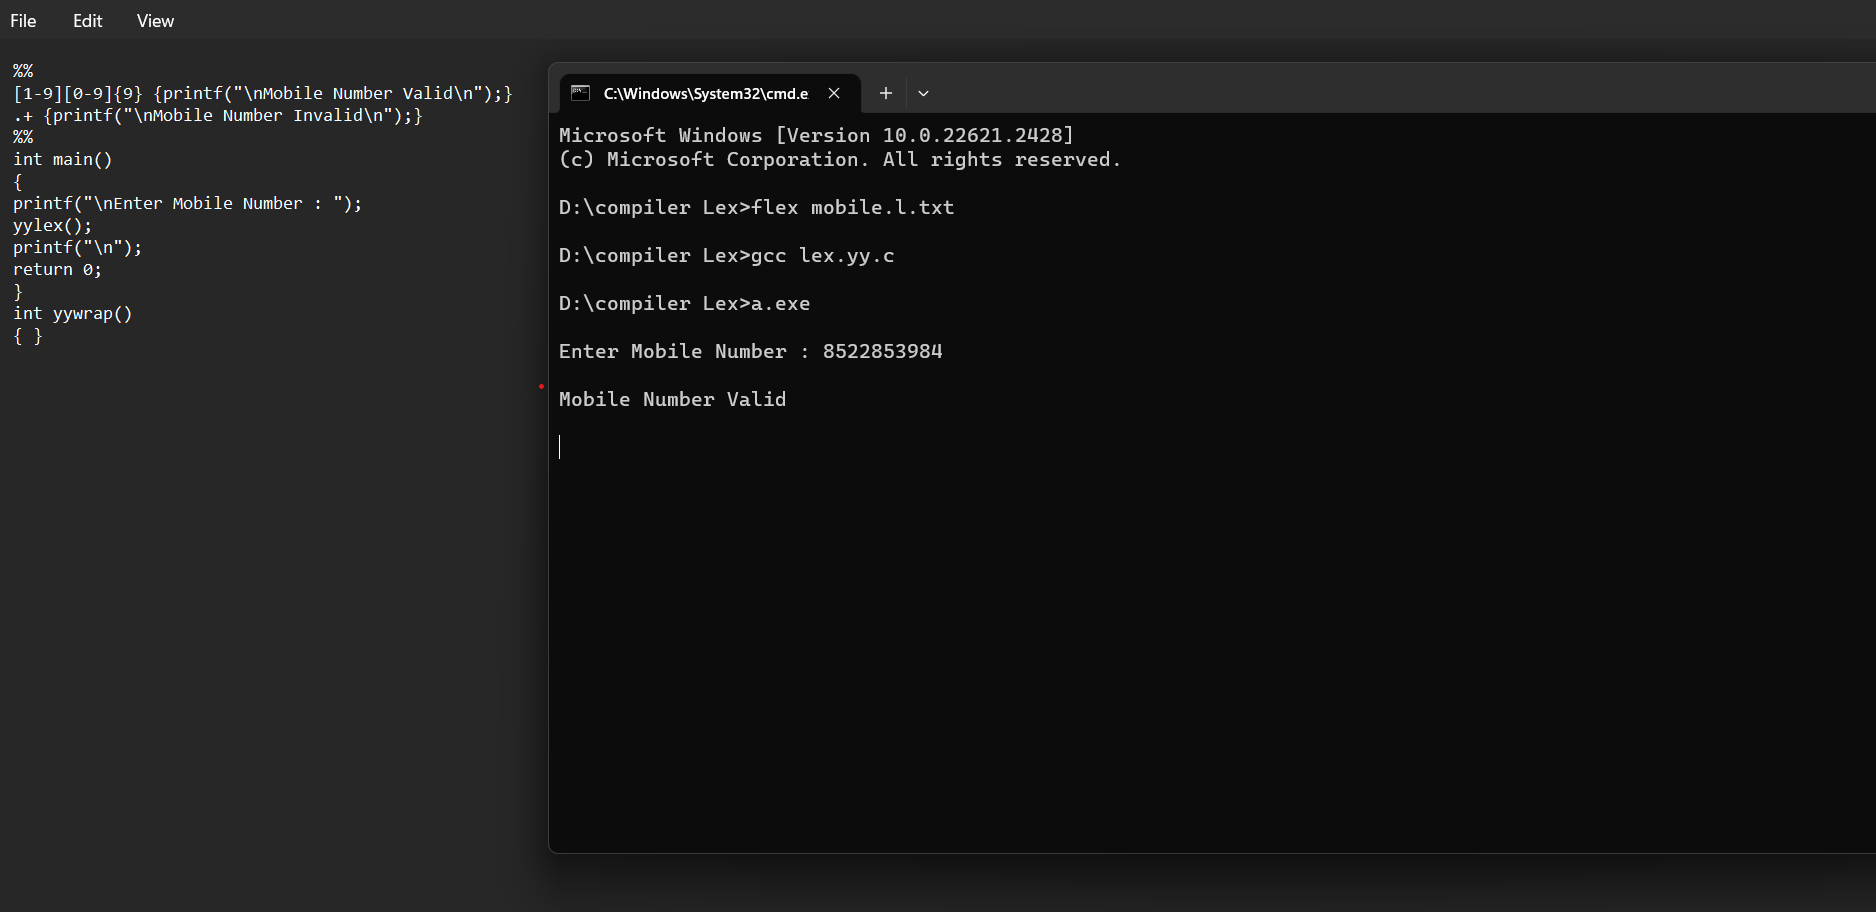 File Edit View
%%
[1-9][0-9]{9} {printf("\nMobile Number Valid\n");}
.+ {printf("\nMobile Number Invalid\n");}
%%
int main()
{
printf("\nEnter Mobile Number : ");
yylex();
printf("\n");
return 0;
}
int yywrap()
{ }
C:\Windows\System32\cmd.e
Microsoft Windows [Version 10.0.22621.2428]
(c) Microsoft Corporation. All rights reserved.
D:\compiler Lex>flex mobile.l.txt
D:\compiler Lex>gcc lex.yy.c
D:\compiler Lex>a.exe
Enter Mobile Number : 8522853984
Mobile Number Valid